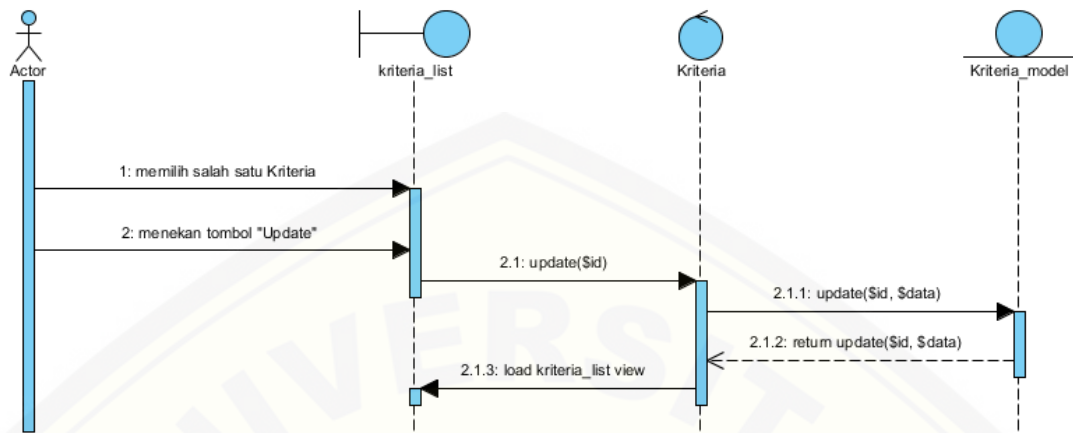 Actor
kriteria_list
Kriteria
Kriteria_model
1: memilih salah satu Kriteria
2: menekan tombol "Update"
2.1: update($id)
2.1.1: update($id, $data)
2.1.2: return update($id, $data)
2.1.3: load kriteria_list view
UNIVERSIT